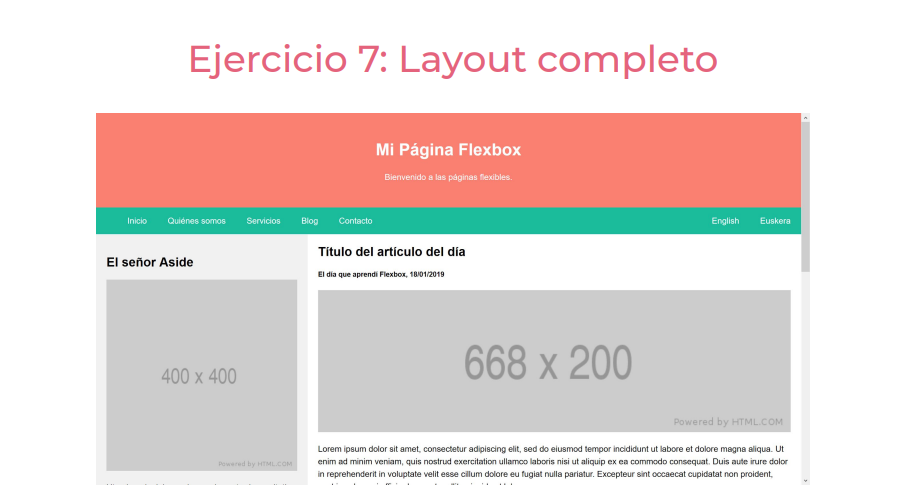 Ejercicio 7: Layout completo
Mi Página Flexbox
Bienvenido a las páginas flexibles.
Inicio Quiénes somos Servicios Blog Contacto English Euskera
El señor Aside
400 x 400
Powered by HTML.COM
Título del artículo del día
El día que aprendí Flexbox, 18/01/2019
668 x 200
Powered by HTML.COM
Lorem ipsum dolor sit amet, consectetur adipiscing elit, sed do eiusmod tempor incididunt ut labore et dolore magna aliqua. Ut
enim ad minim veniam, quis nostrud exercitation ullamco laboris nisi ut aliquip ex ea commodo consequat. Duis aute irure dolor
in reprehenderit in voluptate velit esse cillum dolore eu fugiat nulla pariatur. Excepteur sint occaecat cupidatat non proident,